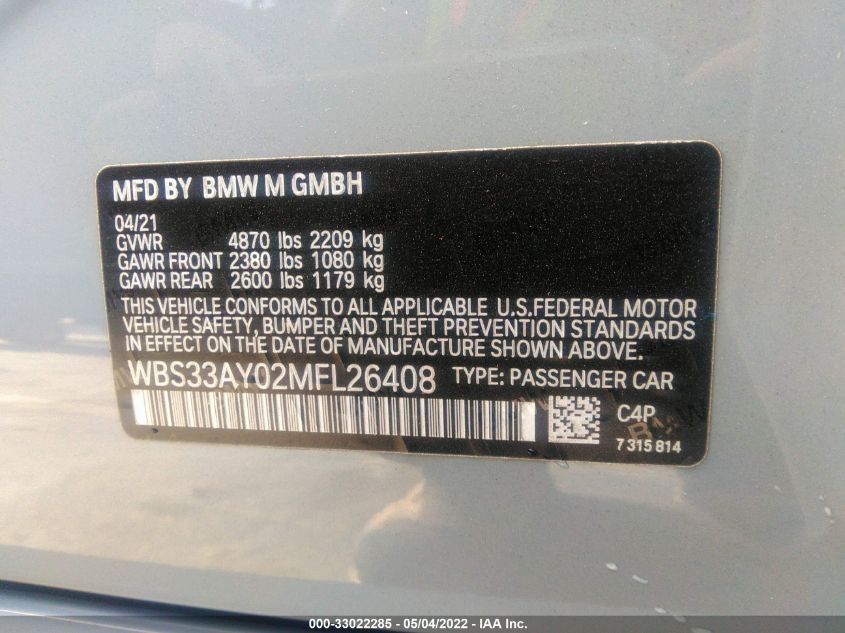 MFD BY BMW M GMBH
04/21
GVWR 4870 lbs 2209 kg
GAWR FRONT 2380 lbs 1080 kg
GAWR REAR 2600 lbs 1179 kg
THIS VEHICLE CONFORMS TO ALL APPLICABLE U.S.FEDERAL MOTOR
VEHICLE SAFETY, BUMPER AND THEFT PREVENTION STANDARDS
IN EFFECT ON THE DATE OF MANUFACTURE SHOWN ABOVE.
WBS33AY02MFL26408 TYPE: PASSENGER CAR
C4P
7315814
000-33022285 - 05/04/2022 - IAA Inc.